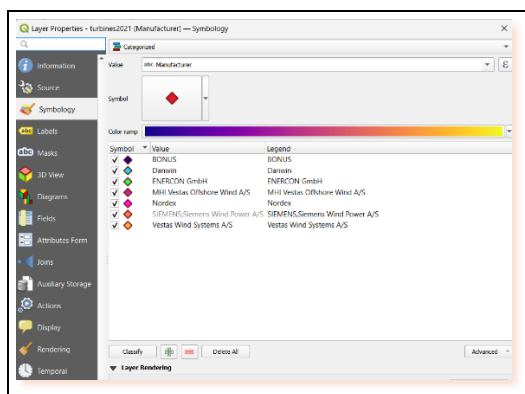 Layer Properties - turbines2021 (Manufacturer) — Symbology
Categorized
Information
Value
abc Manufacturer
ε
Source
Symbology
Symbol
abc Labels
Color ramp
abc Masks
Symbol Value Legend
BONUS BONUS
3D View
Danwin Danwin
ENERCON GmbH ENERCON GmbH
Diagrams
MHI Vestas Offshore Wind A/S MHI Vestas Offshore Wind A/S
Nordex Nordex
Fields
SIEMENS;Siemens Wind Power A/S SIEMENS;Siemens Wind Power A/S
Vestas Wind Systems A/S Vestas Wind Systems A/S
Attributes Form
Joins
Auxiliary Storage
Actions
Display
Rendering
Classify
Delete All
Advanced
Temporal
Layer Rendering